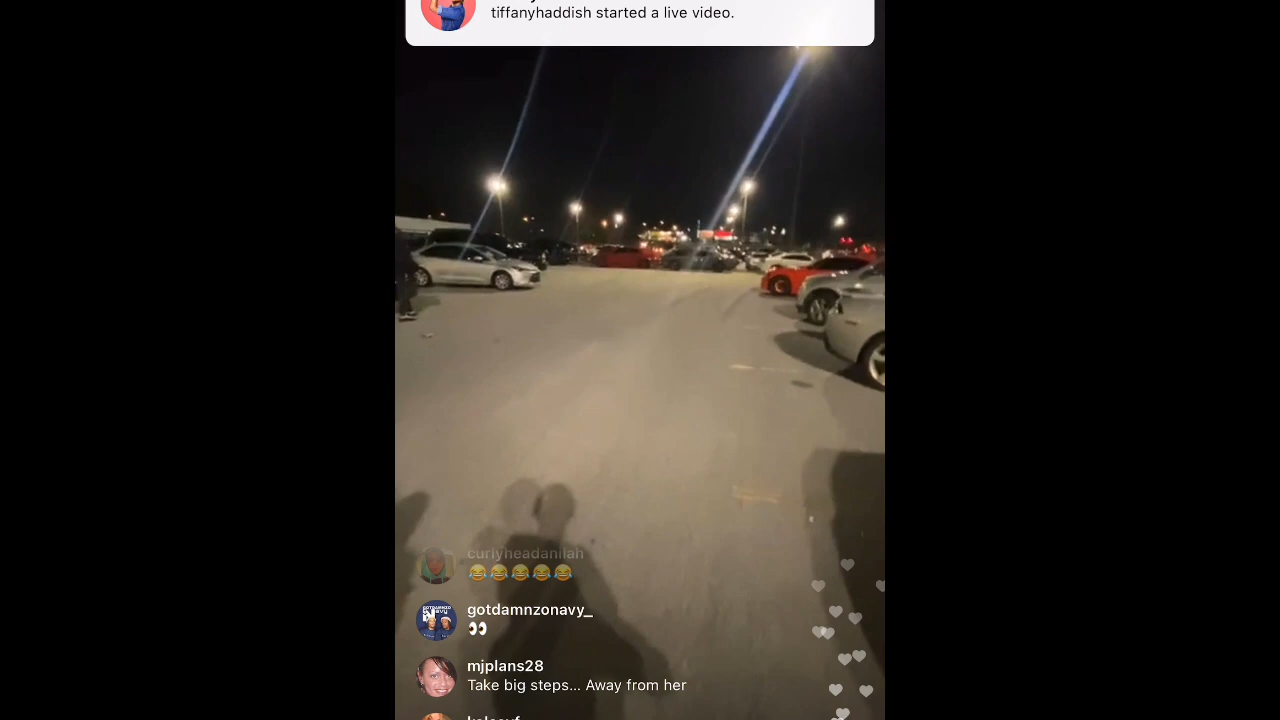 tiffanyhaddish started a live video.
curlyheadanilah
😂😂😂😂😂
gotdamnzonavy_
👀
mjplans28
Take big steps... Away from her